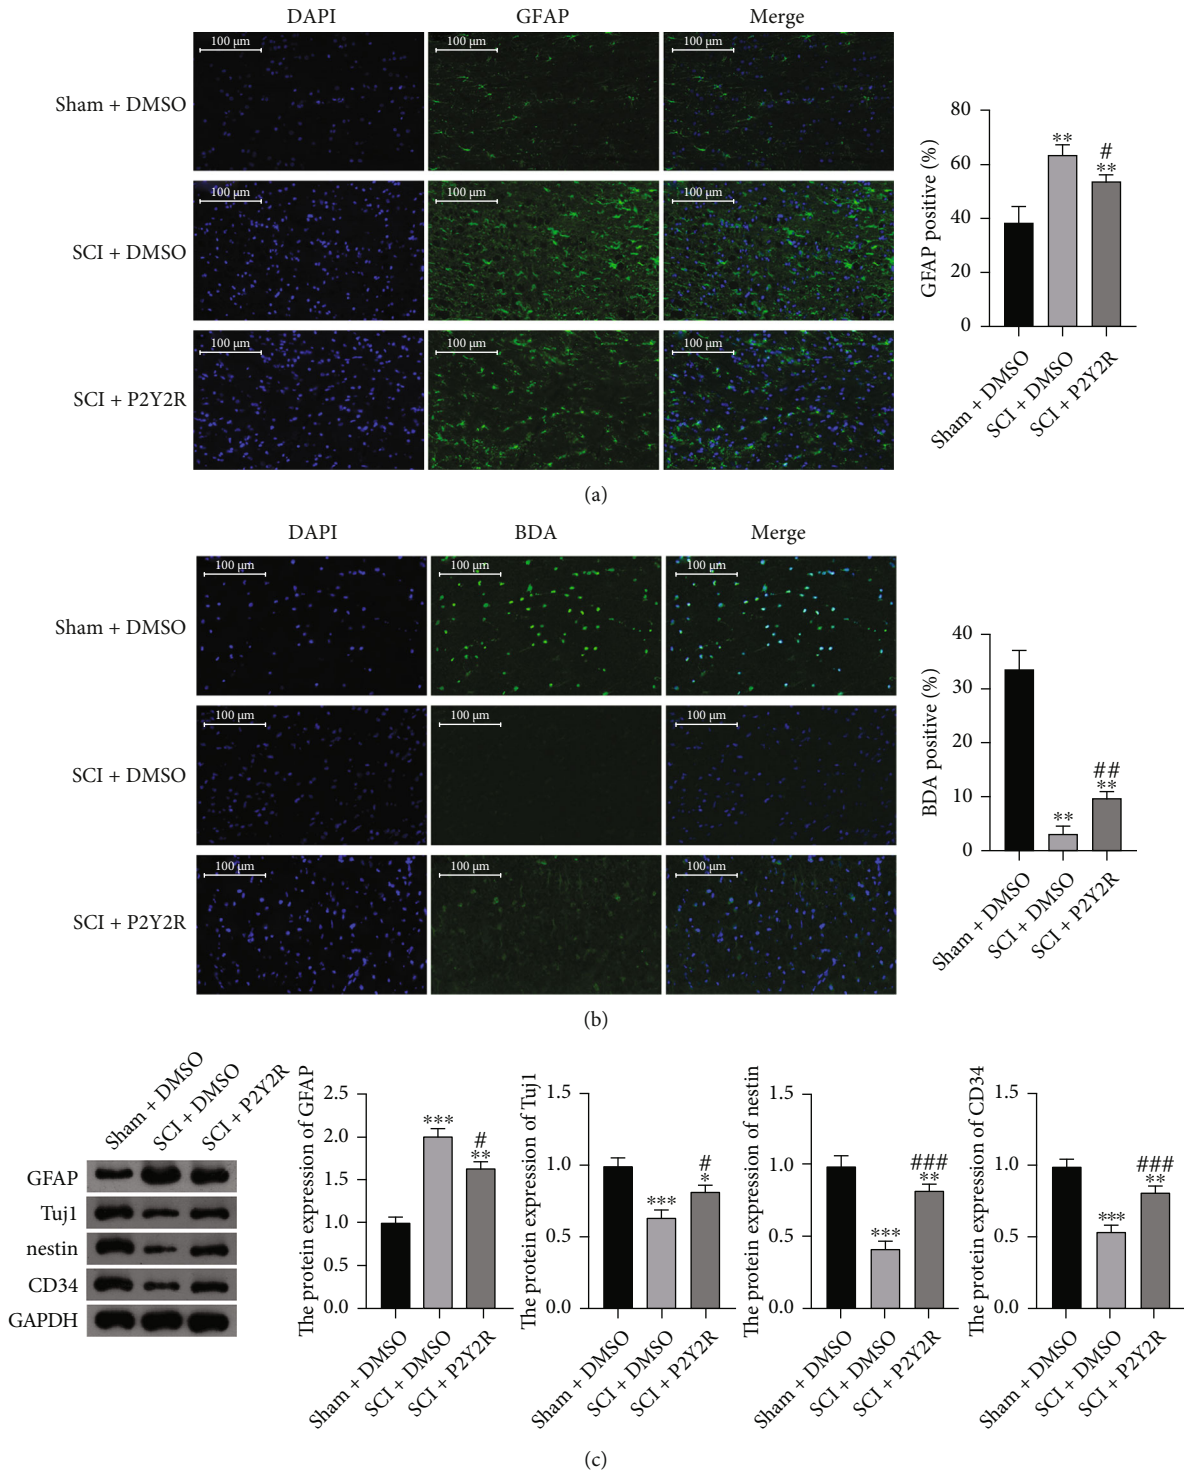 DAPI GFAP Merge
Sham + DMSO
100 µm 100 µm 100 µm
SCI + DMSO
100 µm 100 µm 100 µm
SCI + P2Y2R
100 µm 100 µm 100 µm
GFAP positive (%)
80
60
40
20
0
**
#
**
Sham + DMSO
SCI + DMSO
SCI + P2Y2R
(a)
DAPI BDA Merge
Sham + DMSO
100 µm 100 µm 100 µm
SCI + DMSO
100 µm 100 µm 100 µm
SCI + P2Y2R
100 µm 100 µm 100 µm
BDA positive (%)
40
30
20
10
0
**
##
**
Sham + DMSO
SCI + DMSO
SCI + P2Y2R
(b)
Sham + DMSO
SCI + DMSO
SCI + P2Y2R
GFAP
Tuj1
nestin
CD34
GAPDH
The protein expression of GFAP
2.5
2.0
1.5
1.0
0.5
0.0
***
#
**
Sham + DMSO
SCI + DMSO
SCI + P2Y2R
The protein expression of Tuj1
1.5
1.0
0.5
0.0
***
#
*
Sham + DMSO
SCI + DMSO
SCI + P2Y2R
The protein expression of nestin
1.5
1.0
0.5
0.0
***
###
**
Sham + DMSO
SCI + DMSO
SCI + P2Y2R
The protein expression of CD34
1.5
1.0
0.5
0.0
***
###
**
Sham + DMSO
SCI + DMSO
SCI + P2Y2R
(c)